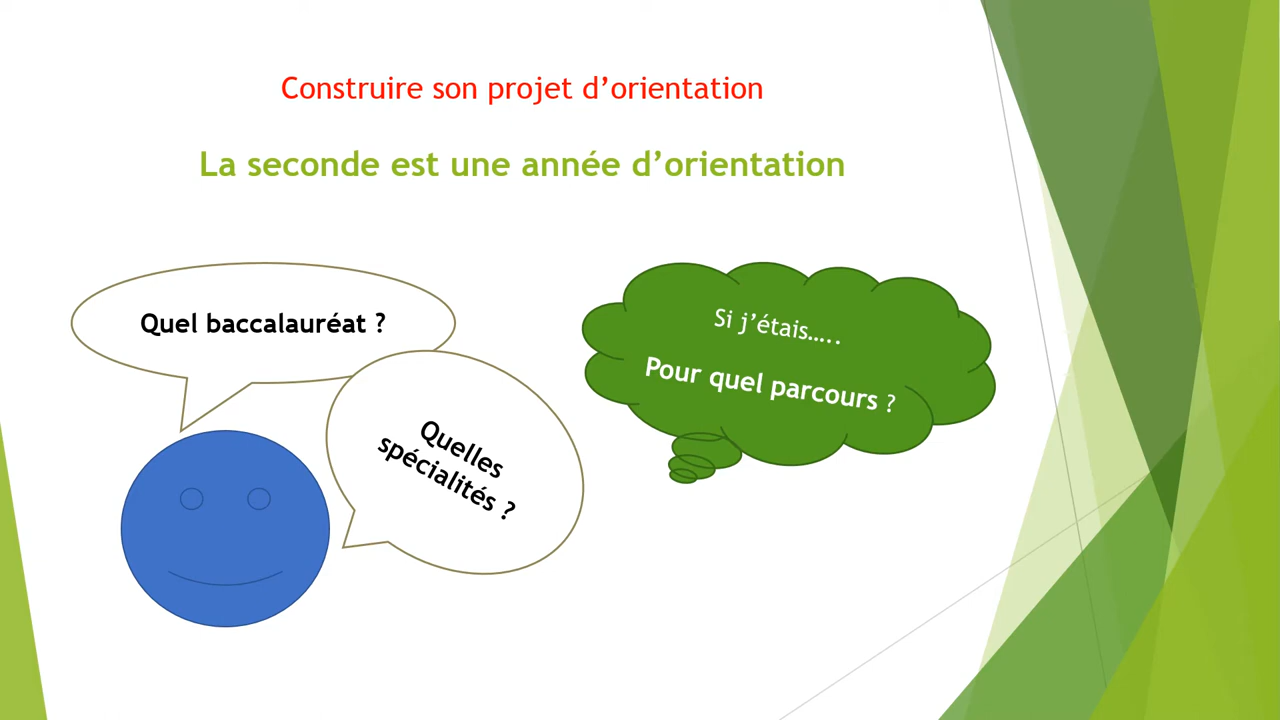 Construire son projet d’orientation
La seconde est une année d’orientation
Quel baccalauréat ?
Quelles
spécialités ?
Si j’étais…..
Pour quel parcours ?